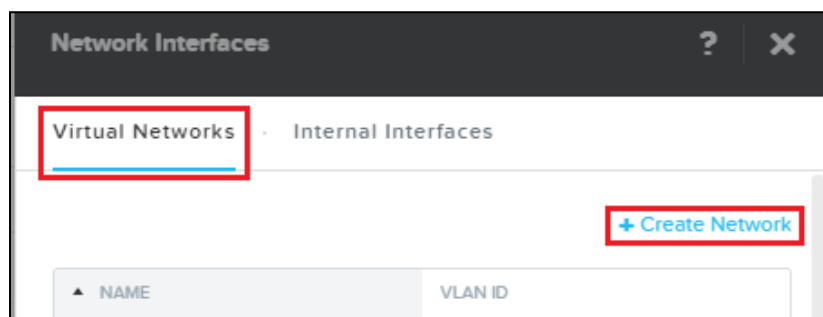 Network Interfaces ? ×
Virtual Networks · Internal Interfaces
+ Create Network
▲ NAME VLAN ID